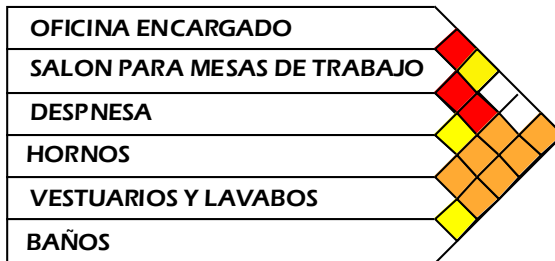 OFICINA ENCARGADO
SALON PARA MESAS DE TRABAJO
DESPNESA
HORNOS
VESTUARIOS Y LAVABOS
BAÑOS